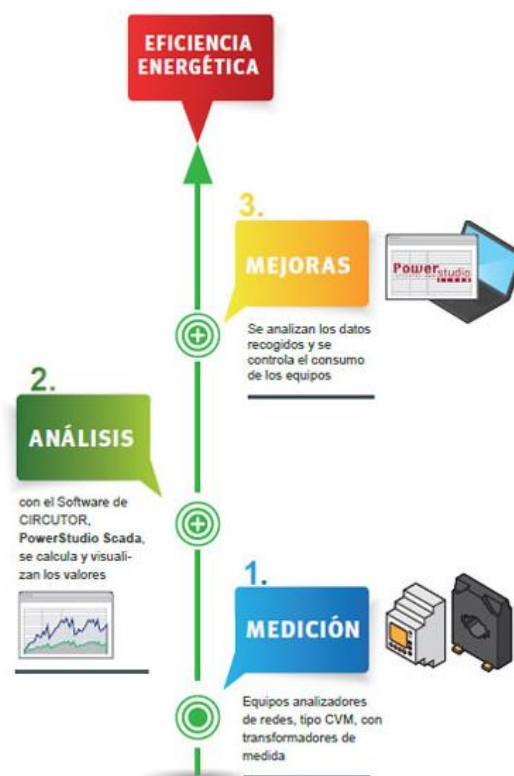 EFICIENCIA
ENERGÉTICA
3.
MEJORAS
Powerstudio
Se analizan los datos
recogidos y se
controla el consumo
de los equipos
2.
ANÁLISIS
con el Software de
CIRCUTOR,
PowerStudio Scada,
se calcula y visuali-
zan los valores
1.
MEDICIÓN
Equipos analizadores
de redes, tipo CVM, con
transformadores de
medida